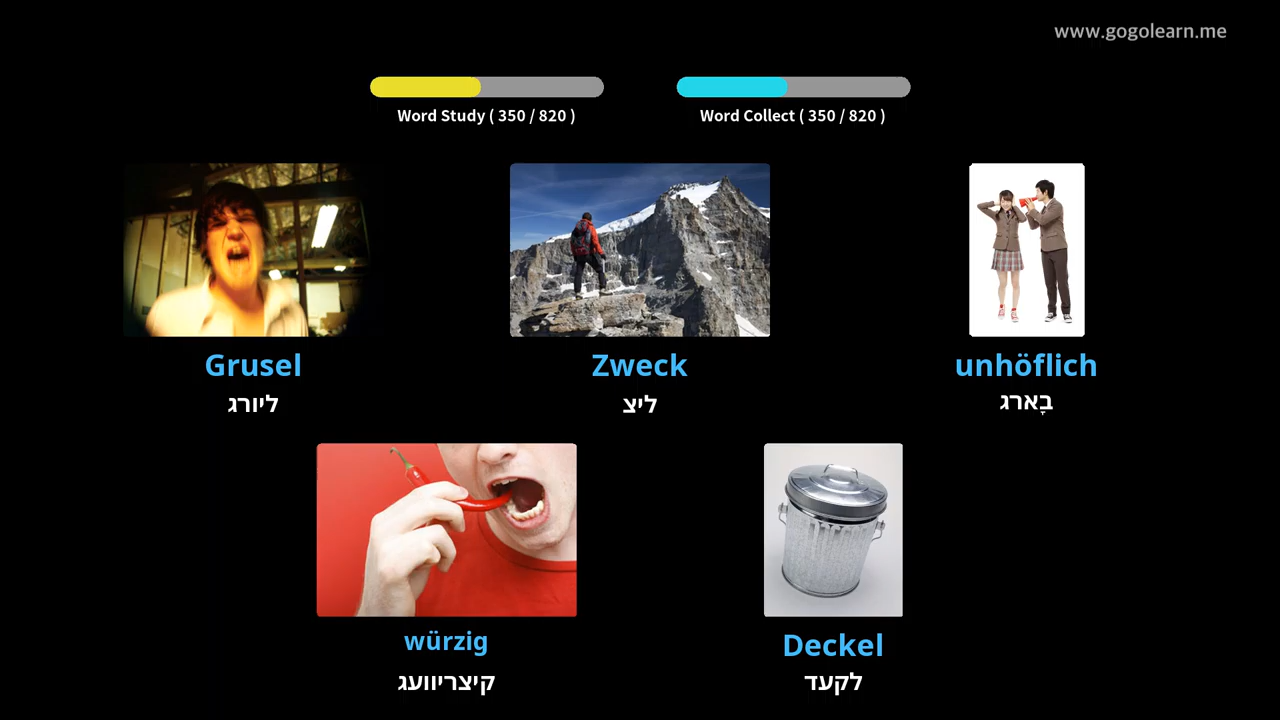 www.gogolearn.me
Word Study ( 350 / 820 )
Word Collect ( 350 / 820 )
Grusel
ליורג
Zweck
ליצ
unhöflich
בָארג
würzig
קיצריוועג
Deckel
לקעד